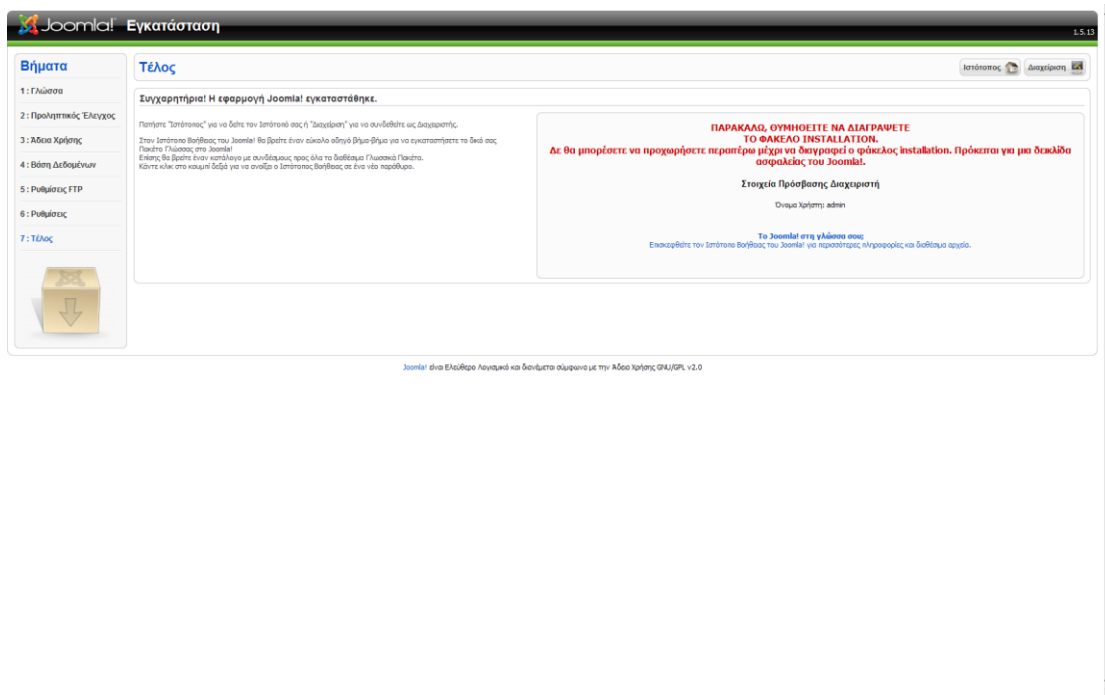 Joomla! Εγκατάσταση
1.5.13
Βήματα
1 : Γλώσσα
2 : Προληπτικός Έλεγχος
3 : Άδεια Χρήσης
4 : Βάση Δεδομένων
5 : Ρυθμίσεις FTP
6 : Ρυθμίσεις
7 : Τέλος
Τέλος
Ιστότοπος
Διαχείριση
Συγχαρητήρια! Η εφαρμογή Joomla! εγκαταστάθηκε.
Πατήστε "Ιστότοπος" για να δείτε τον Ιστότοπό σας ή "Διαχείριση" για να συνδεθείτε ως Διαχειριστής.
Στον Ιστότοπο Βοήθειας του Joomla! θα βρείτε έναν εύκολο οδηγό βήμα-βήμα για να εγκαταστήσετε το δικό σας
Πακέτο Γλώσσας στο Joomla!
Επίσης θα βρείτε έναν κατάλογο με συνδέσμους προς όλα τα διαθέσιμα Γλωσσικά Πακέτα.
Κάντε κλικ στο κουμπί δεξιά για να ανοίξει ο Ιστότοπος Βοήθειας σε ένα νέο παράθυρο.
ΠΑΡΑΚΑΛΩ, ΘΥΜΗΘΕΙΤΕ ΝΑ ΔΙΑΓΡΑΨΕΤΕ
ΤΟ ΦΑΚΕΛΟ INSTALLATION.
Δε θα μπορέσετε να προχωρήσετε περαιτέρω μέχρι να διαγραφεί ο φάκελος installation. Πρόκειται για μια δεικλίδα
ασφαλείας του Joomla!.
Στοιχεία Πρόσβασης Διαχειριστή
Όνομα Χρήστη: admin
Το Joomla! στη γλώσσα σου;
Επισκεφθείτε τον Ιστότοπο Βοήθειας του Joomla! για περισσότερες πληροφορίες και διαθέσιμα αρχεία.
Joomla! είναι Ελεύθερο Λογισμικό και διανέμεται σύμφωνα με την Άδεια Χρήσης GNU/GPL v2.0